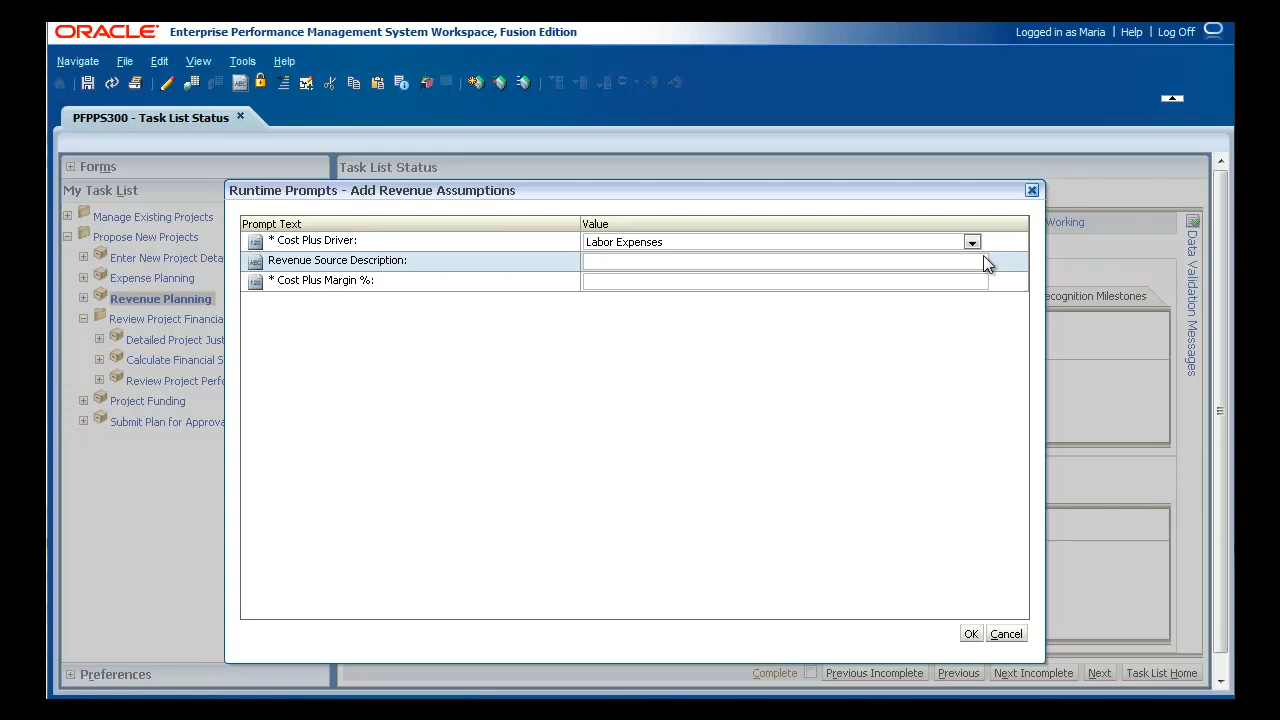 ORACLE Enterprise Performance Management System Workspace, Fusion Edition
Logged in as Maria | Help | Log Off
Navigate File Edit View Tools Help
PFPPS300 - Task List Status
Forms
Task List Status
My Task List
Manage Existing Projects
Propose New Projects
Enter New Project Deta
Expense Planning
Revenue Planning
Review Project Financia
Detailed Project Just
Calculate Financial S
Review Project Perfo
Project Funding
Submit Plan for Approva
Preferences
Runtime Prompts - Add Revenue Assumptions
Prompt Text Value
* Cost Plus Driver: Labor Expenses
Revenue Source Description:
* Cost Plus Margin %:
OK Cancel
Working
ecognition Milestones
Data Validation Messages
Complete Previous Incomplete Previous Next Incomplete Next Task List Home